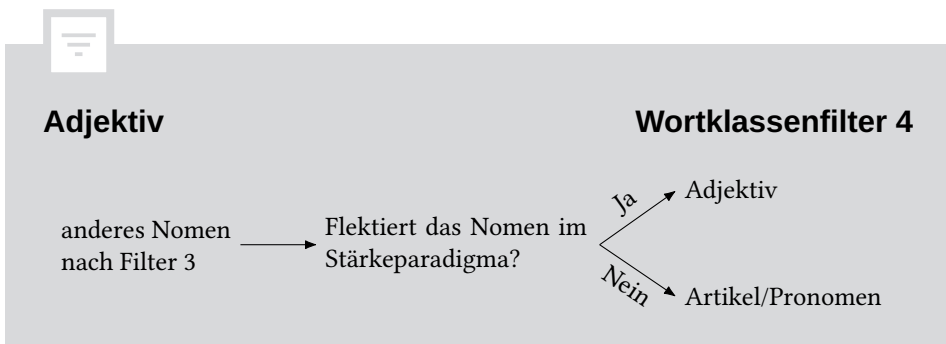 Adjektiv
Wortklassenfilter 4
anderes Nomen
nach Filter 3
Flektiert das Nomen im
Stärkeparadigma?
Ja
Adjektiv
Nein
Artikel/Pronomen